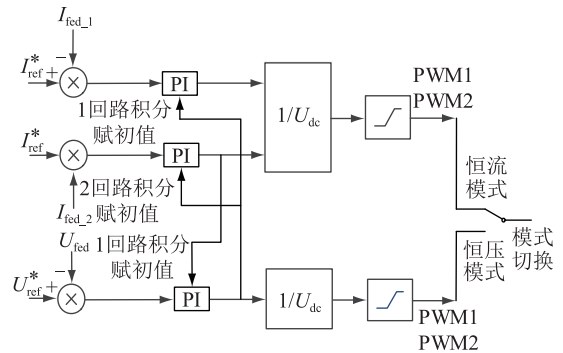 I_fed_1
−
I*_ref +
PI
PWM1
PWM2
1回路积分
赋初值
1/U_dc
I*_ref
PI
恒流
模式
2回路积分
赋初值
I_fed_2
U_fed
1回路积分
赋初值
恒压
模式
模式
切换
−
U*_ref +
PI
1/U_dc
PWM1
PWM2